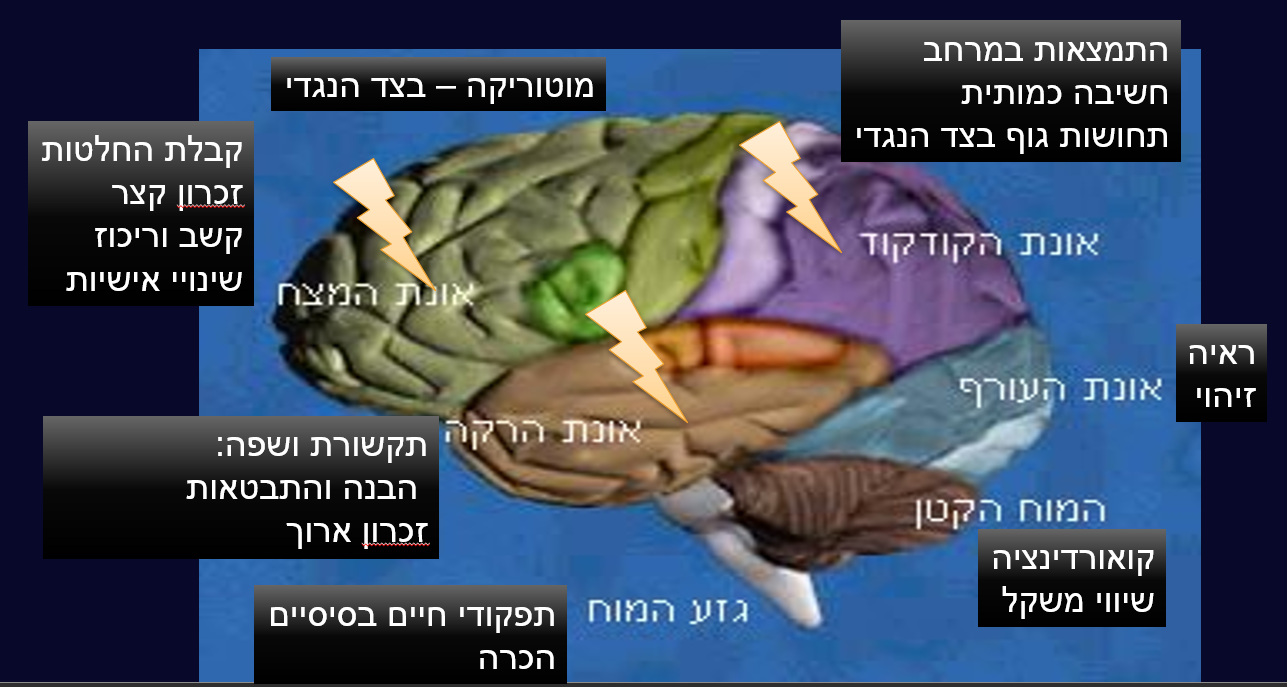 התמצאות במרחב
חשיבה כמותית
תחושות גוף בצד הנגדי
מוטוריקה – בצד הנגדי
קבלת החלטות
זכרון קצר
קשב וריכוז
שינויי אישיות
אונת הקודקוד
אונת המצח
ראיה
זיהוי
אונת העורף
אונת הרקה
תקשורת ושפה:
הבנה והתבטאות
זכרון ארוך
המוח הקטן
קואורדינציה
שיווי משקל
גזע המוח
תפקודי חיים בסיסיים
הכרה